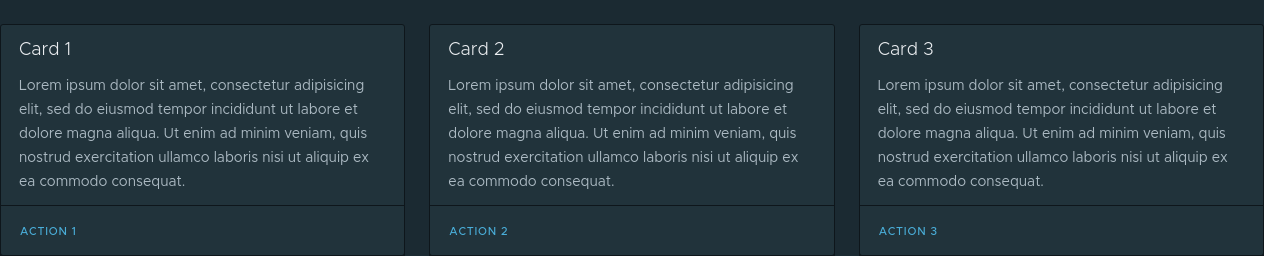 Card 1
Lorem ipsum dolor sit amet, consectetur adipisicing
elit, sed do eiusmod tempor incididunt ut labore et
dolore magna aliqua. Ut enim ad minim veniam, quis
nostrud exercitation ullamco laboris nisi ut aliquip ex
ea commodo consequat.
ACTION 1
Card 2
Lorem ipsum dolor sit amet, consectetur adipisicing
elit, sed do eiusmod tempor incididunt ut labore et
dolore magna aliqua. Ut enim ad minim veniam, quis
nostrud exercitation ullamco laboris nisi ut aliquip ex
ea commodo consequat.
ACTION 2
Card 3
Lorem ipsum dolor sit amet, consectetur adipisicing
elit, sed do eiusmod tempor incididunt ut labore et
dolore magna aliqua. Ut enim ad minim veniam, quis
nostrud exercitation ullamco laboris nisi ut aliquip ex
ea commodo consequat.
ACTION 3